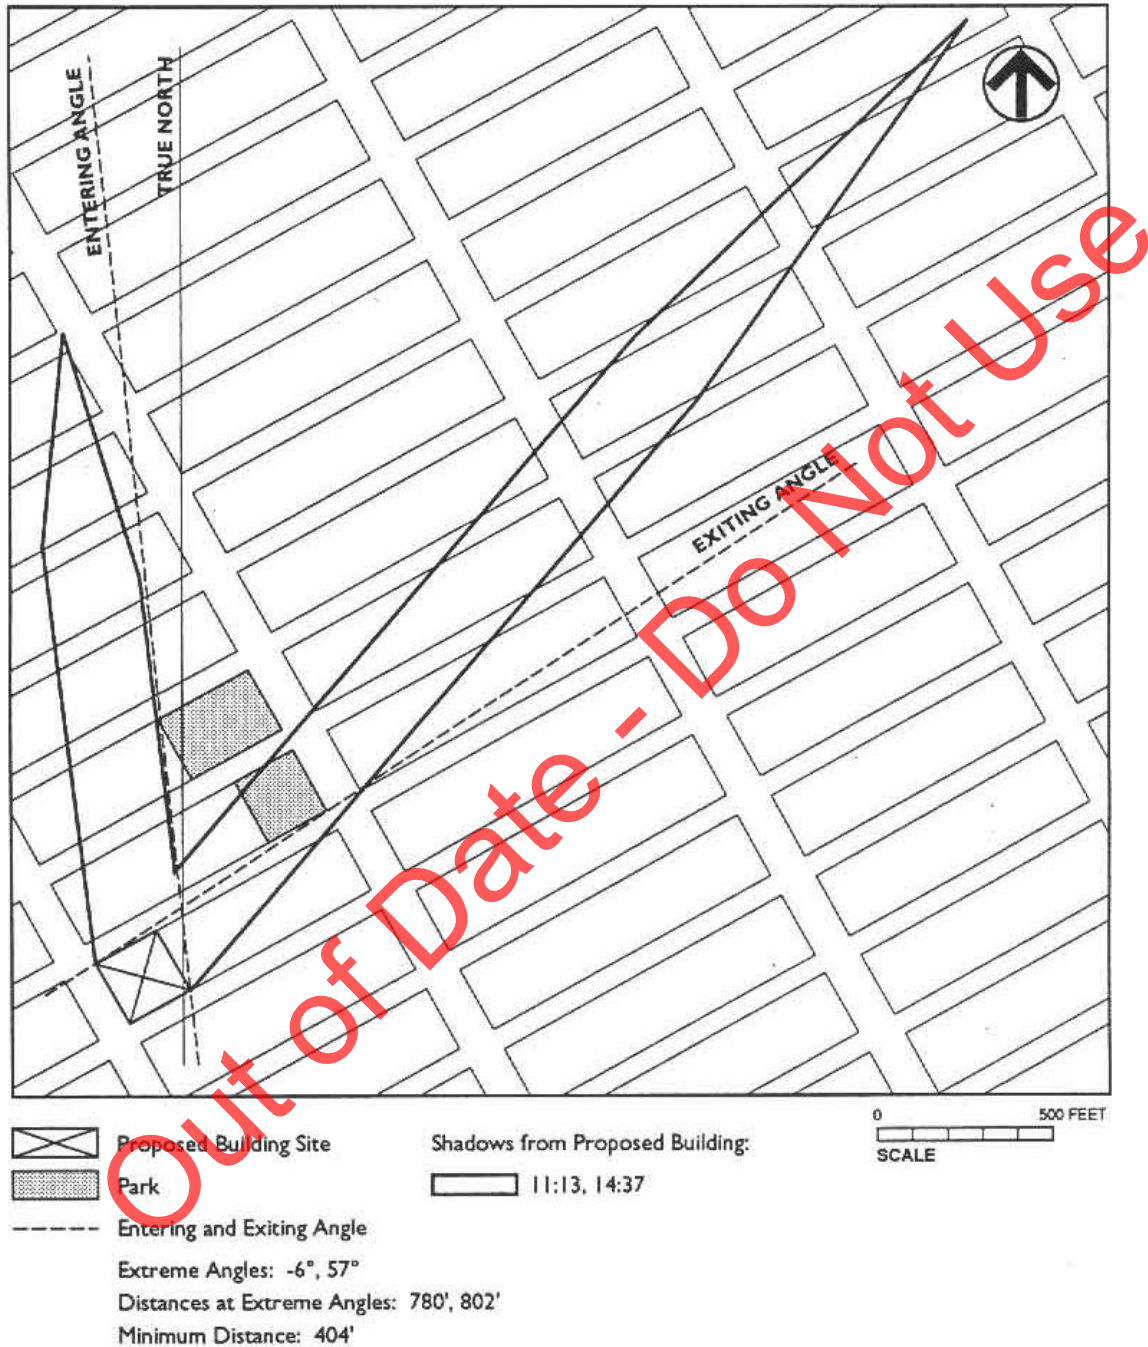 ENTERING ANGLE
TRUE NORTH
EXITING ANGLE
Out of Date - Do Not Use
0 500 FEET
SCALE
Proposed Building Site
Park
Entering and Exiting Angle
Extreme Angles: -6°, 57°
Distances at Extreme Angles: 780', 802'
Minimum Distance: 404'
Shadows from Proposed Building:
11:13, 14:37